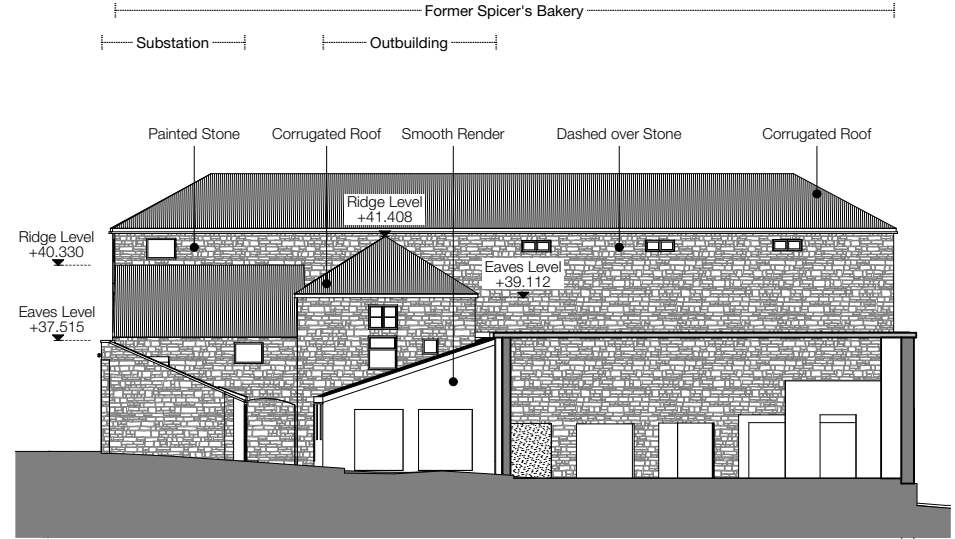 Former Spicer's Bakery
Substation
Outbuilding
Painted Stone
Corrugated Roof
Smooth Render
Dashed over Stone
Corrugated Roof
Ridge Level
+41.408
Ridge Level
+40.330
Eaves Level
+39.112
Eaves Level
+37.515